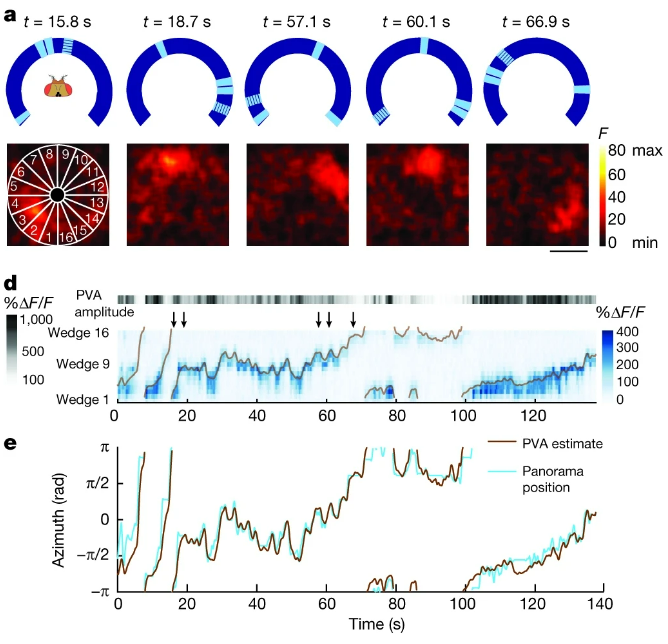 a
t = 15.8 s t = 18.7 s t = 57.1 s t = 60.1 s t = 66.9 s
F
80 max
60
40
20
0 min
8 9
7 10
6 11
5 12
4 13
3 14
2 15
1 16
d
%ΔF/F
1,000
500
100
PVA
amplitude
Wedge 16
Wedge 9
Wedge 1
%ΔF/F
400
300
200
100
0
0 20 40 60 80 100 120
e
PVA estimate
Panorama
position
Azimuth (rad)
π
π/2
0
−π/2
−π
0 20 40 60 80 100 120 140
Time (s)